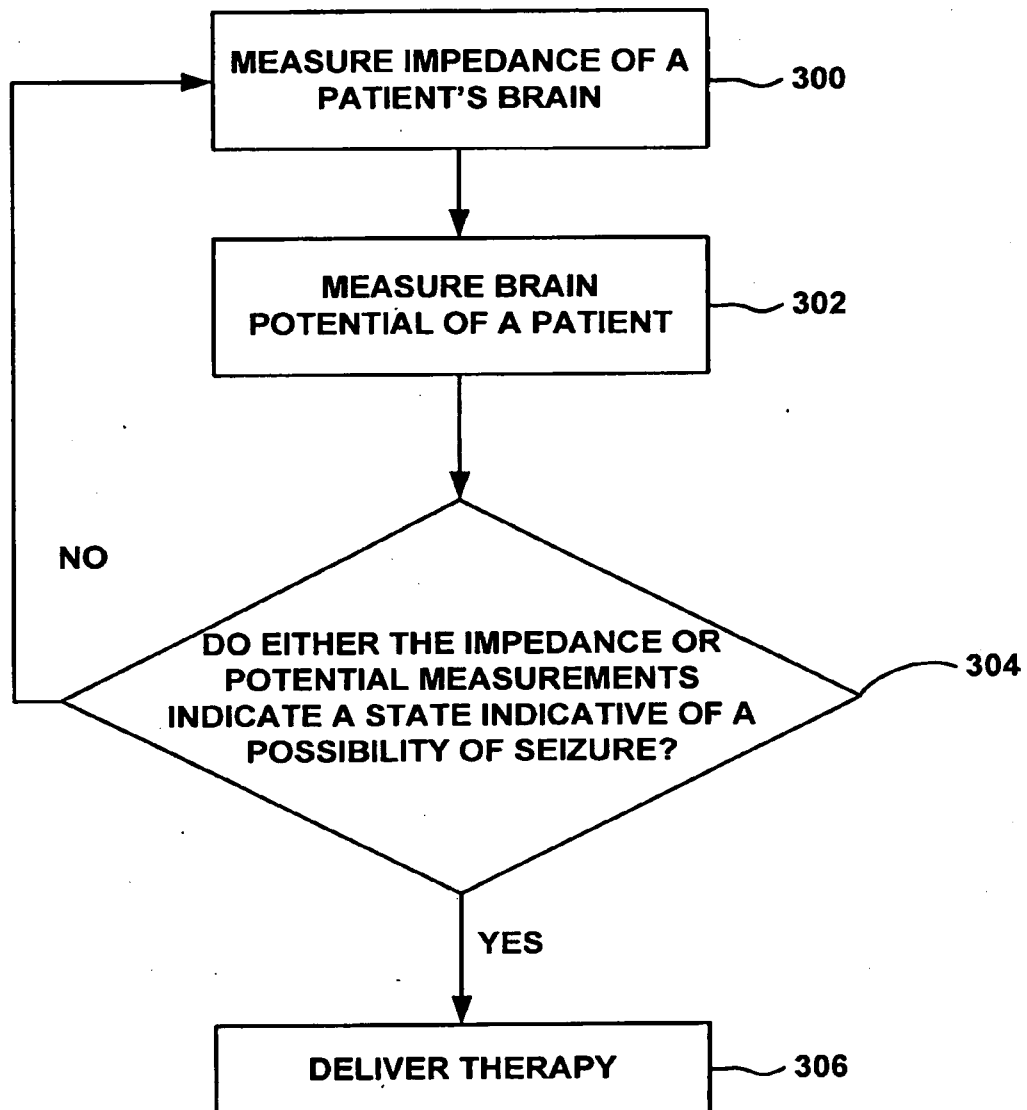 MEASURE IMPEDANCE OF A
PATIENT'S BRAIN
300
MEASURE BRAIN
POTENTIAL OF A PATIENT
302
NO
DO EITHER THE IMPEDANCE OR
POTENTIAL MEASUREMENTS
INDICATE A STATE INDICATIVE OF A
POSSIBILITY OF SEIZURE?
304
YES
DELIVER THERAPY
306